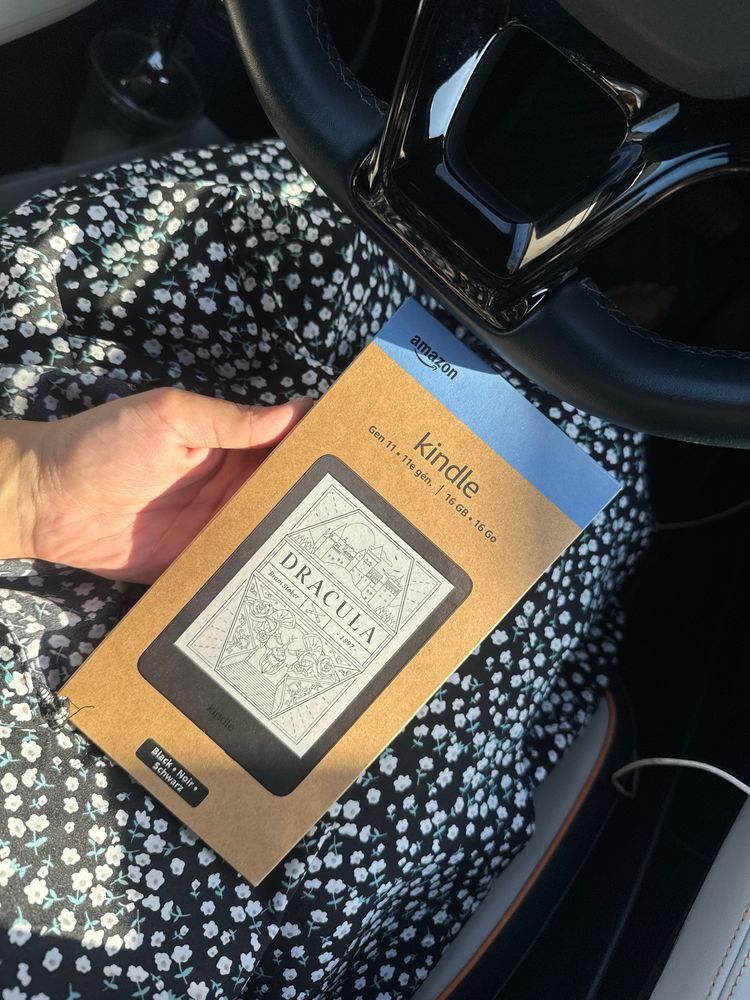 amazon
kindle
Gen 11 • 11e gén. | 16 GB • 16 Go
DRACULA
Bram Stoker
·1897·
kindle
Black • Noir •
Schwarz